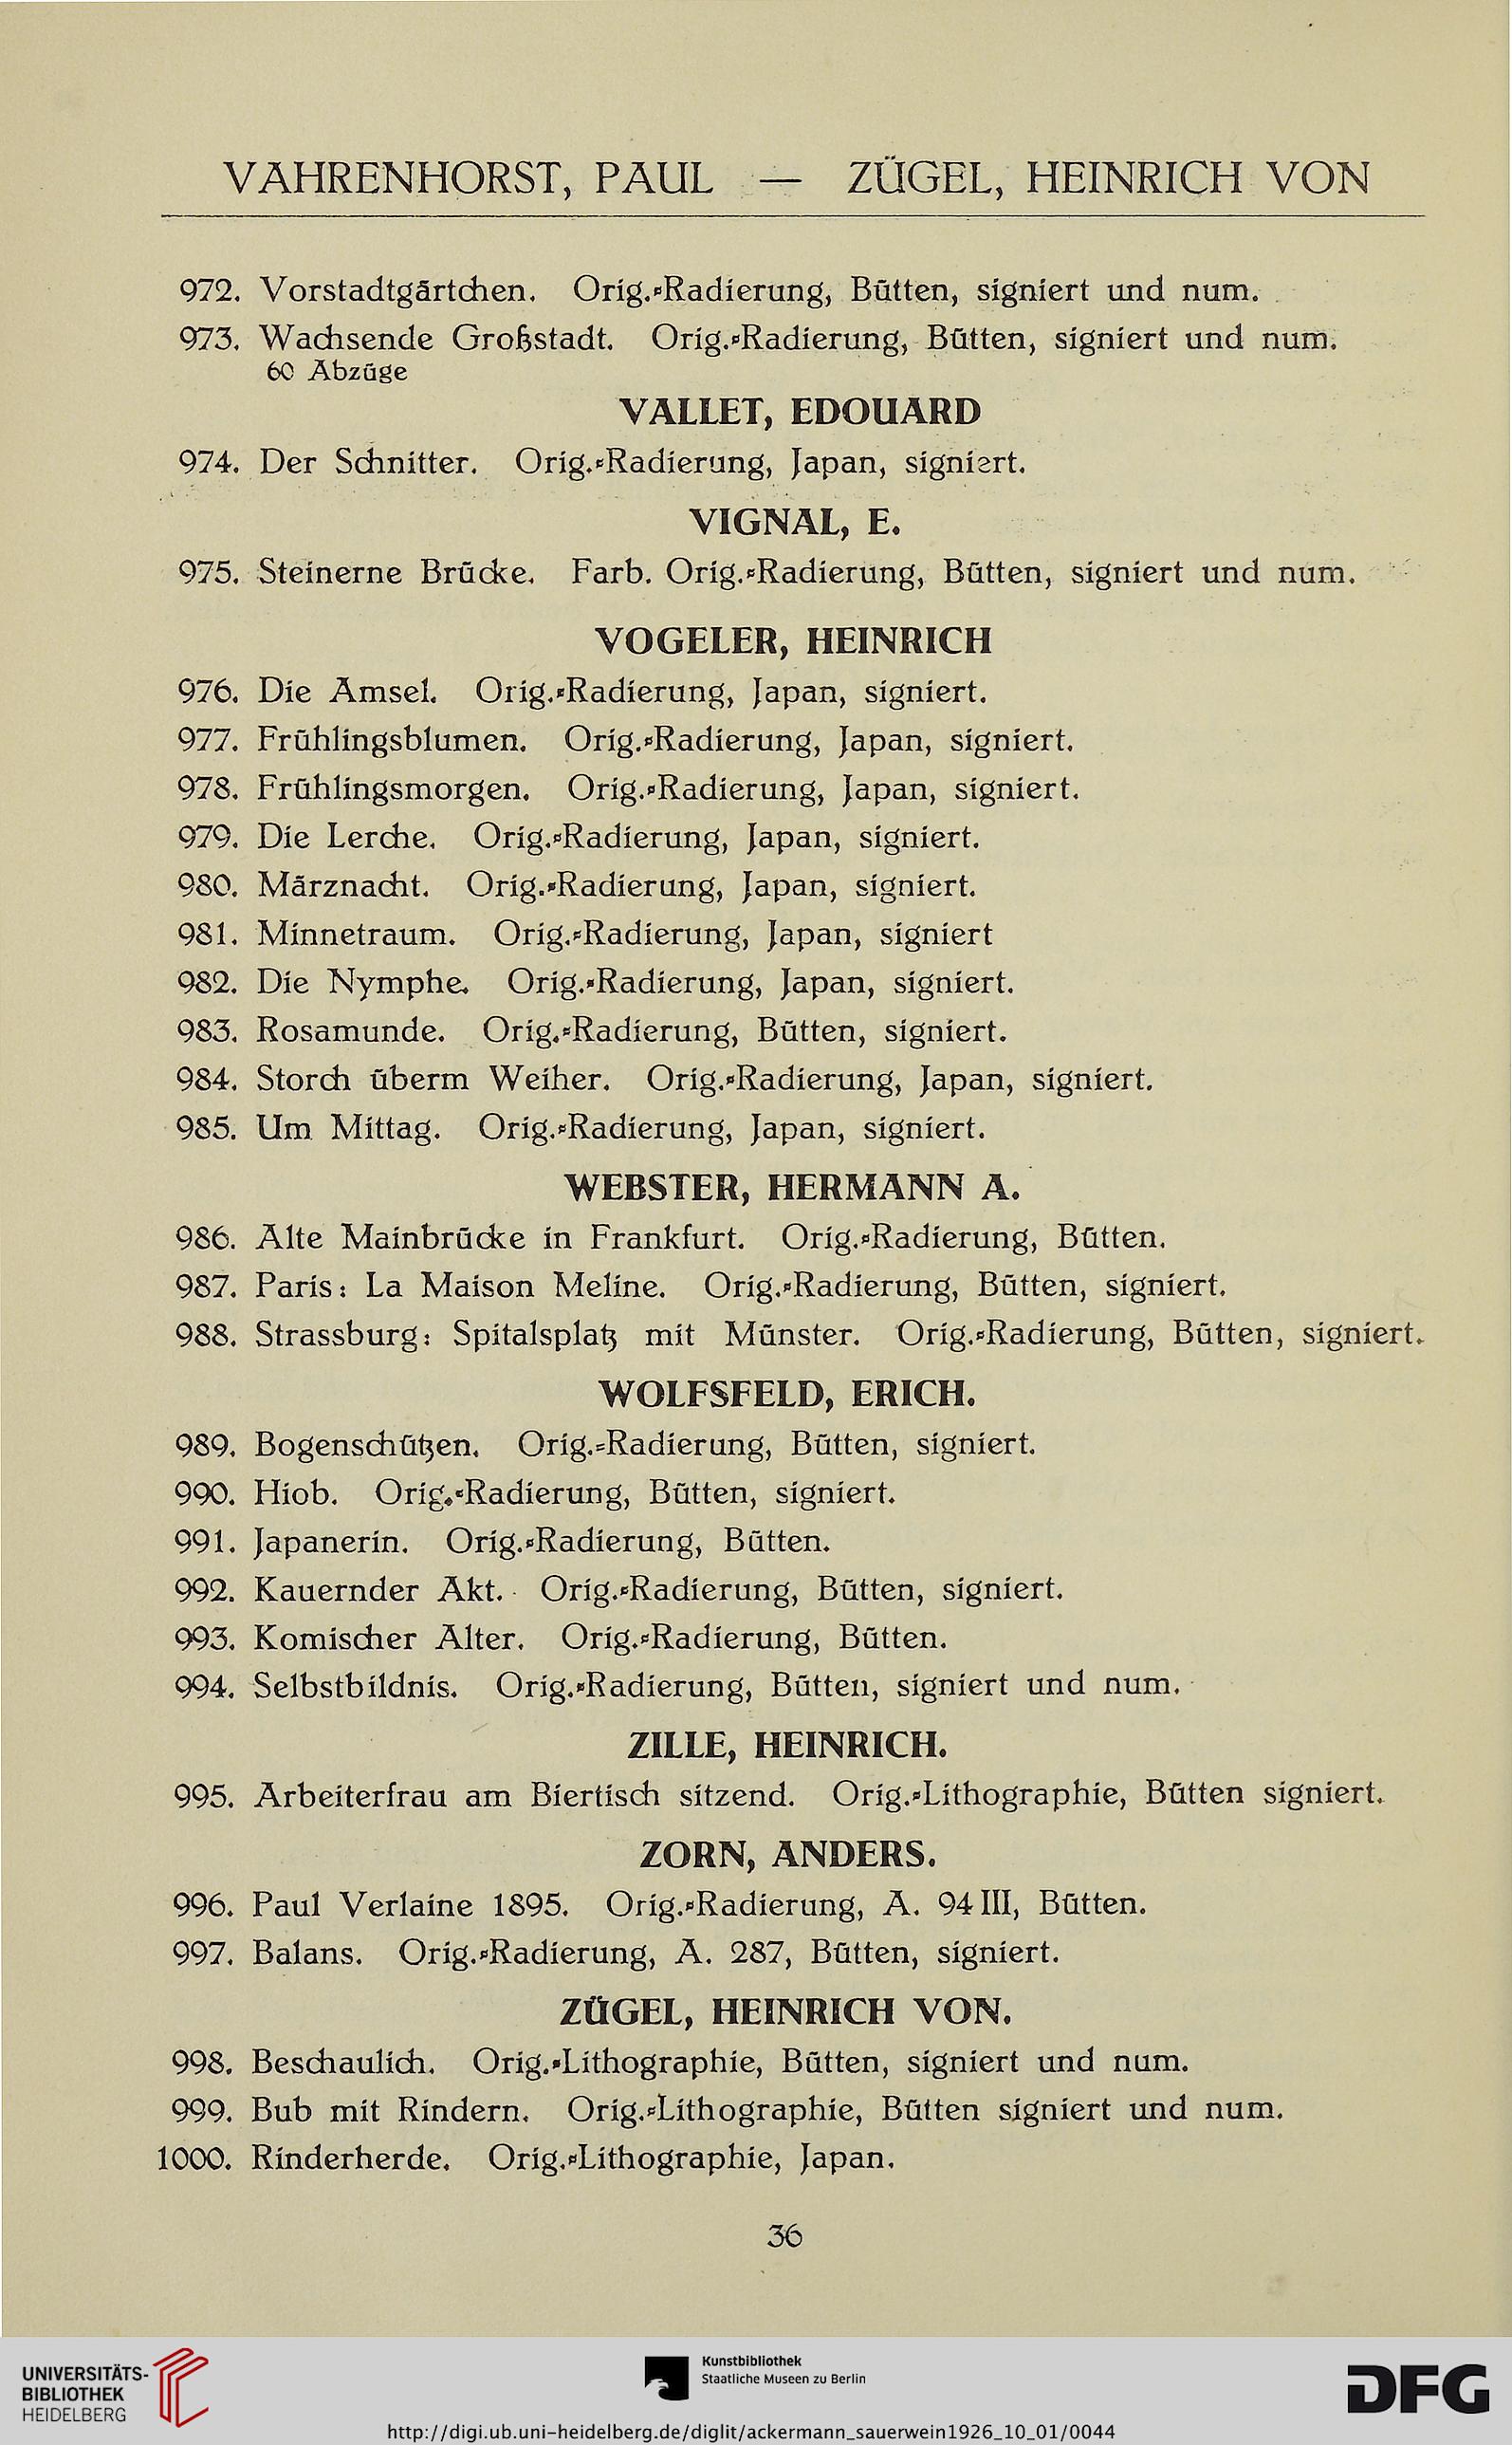 VAHRENHORST, PAUL — ZÜGEL, HEINRICH VON
972. Vorstadtgärtchen. Orig.=Radierung, Bütten, signiert und num.
973. Wachsende Großstadt. Orig.=Radierung, Bütten, signiert und num.
60 Abzüge
VALLET, EDOUARD
974. Der Schnitter. Orig.=Radierung, Japan, signiert.
VIGNAL, E.
975. Steinerne Brücke. Farb. Orig.=Radierung, Bütten, signiert und num.
VOGELER, HEINRICH
976. Die Amsel. Orig.=Radierung, Japan, signiert.
977. Frühlingsblumen. Orig.=Radierung, Japan, signiert.
978. Frühlingsmorgen. Orig.=Radierung, Japan, signiert.
979. Die Lerche. Orig.=Radierung, Japan, signiert.
980. Märznacht. Orig.=Radierung, Japan, signiert.
981. Minnetraum. Orig.=Radierung, Japan, signiert
982. Die Nymphe. Orig.=Radierung, Japan, signiert.
983. Rosamunde. Orig.=Radierung, Bütten, signiert.
984. Storch überm Weiher. Orig.=Radierung, Japan, signiert.
985. Um Mittag. Orig.=Radierung, Japan, signiert.
WEBSTER, HERMANN A.
986. Alte Mainbrücke in Frankfurt. Orig.=Radierung, Bütten.
987. Paris: La Maison Meline. Orig.=Radierung, Bütten, signiert.
988. Strassburg: Spitalsplatz mit Münster. Orig.=Radierung, Bütten, signiert.
WOLFSFELD, ERICH.
989. Bogenschützen. Orig.=Radierung, Bütten, signiert.
990. Hiob. Orig.=Radierung, Bütten, signiert.
991. Japanerin. Orig.=Radierung, Bütten.
992. Kauernder Akt. Orig.=Radierung, Bütten, signiert.
993. Komischer Alter. Orig.=Radierung, Bütten.
994. Selbstbildnis. Orig.=Radierung, Bütten, signiert und num.
ZILLE, HEINRICH.
995. Arbeiterfrau am Biertisch sitzend. Orig.=Lithographie, Bütten signiert.
ZORN, ANDERS.
996. Paul Verlaine 1895. Orig.=Radierung, A. 94 III, Bütten.
997. Balans. Orig.=Radierung, A. 287, Bütten, signiert.
ZÜGEL, HEINRICH VON.
998. Beschaulich. Orig.=Lithographie, Bütten, signiert und num.
999. Bub mit Rindern. Orig.=Lithographie, Bütten signiert und num.
1000. Rinderherde. Orig.=Lithographie, Japan.
36
UNIVERSITÄTS-
BIBLIOTHEK
HEIDELBERG
Kunstbibliothek
Staatliche Museen zu Berlin
DFG
http://digi.ub.uni-heidelberg.de/diglit/ackermann_sauerwein1926_10_01/0044